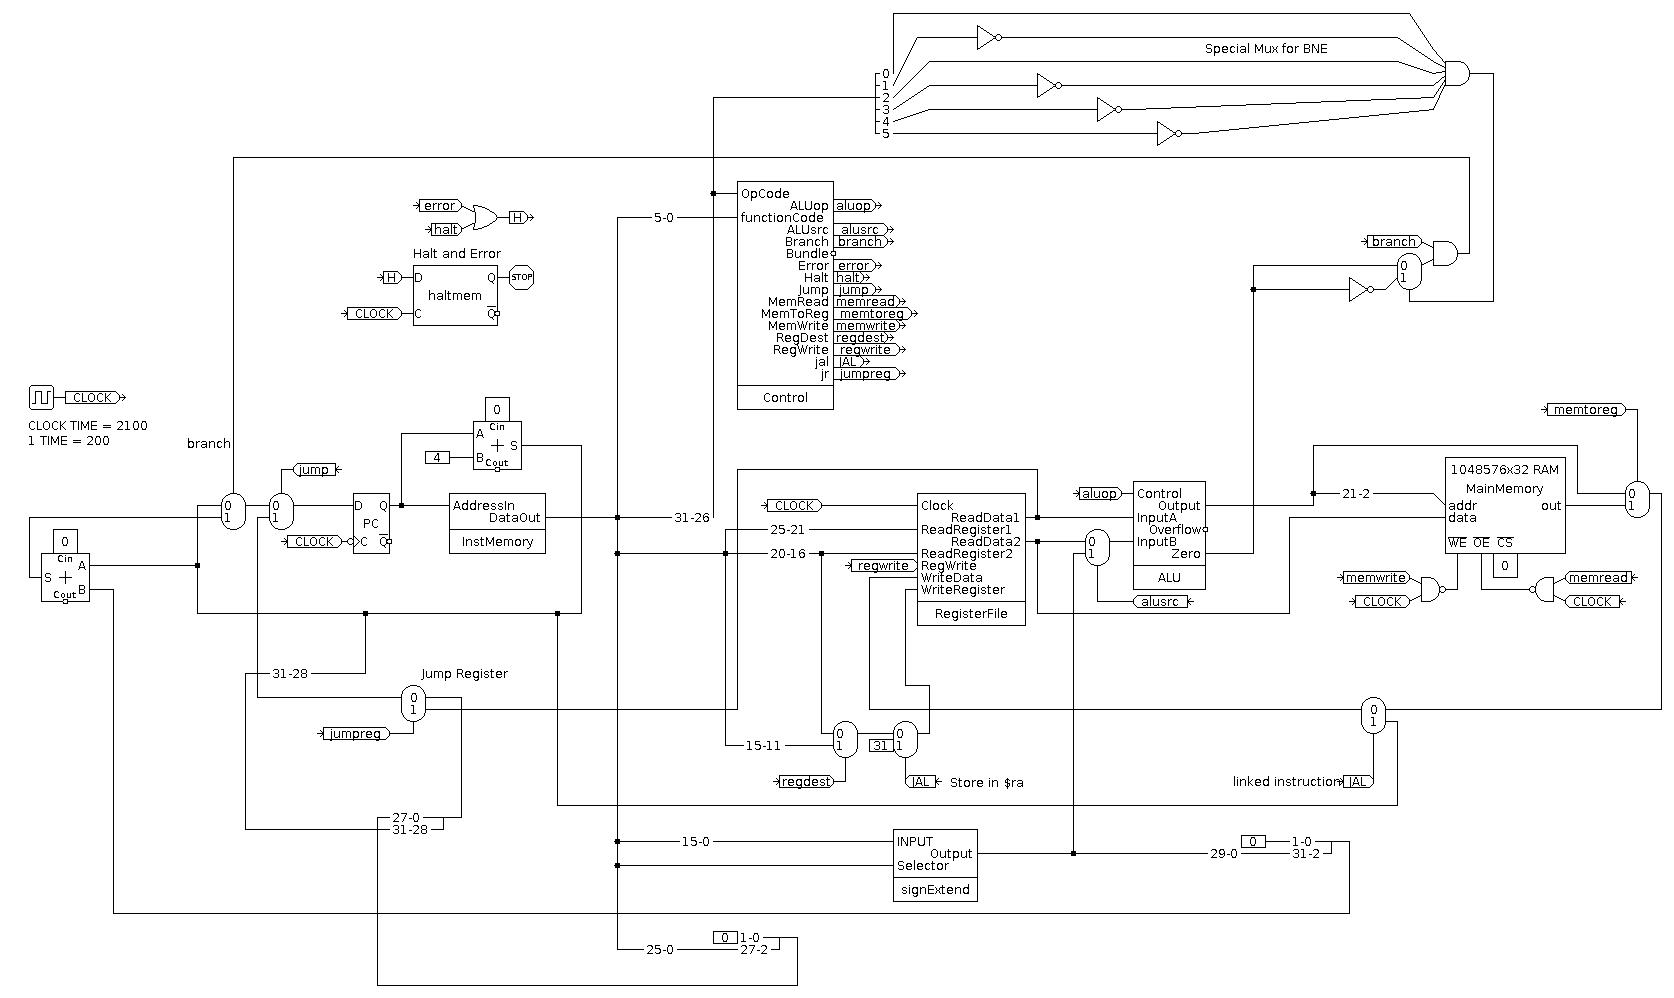 0
1
2
3
4
5
Special Mux for BNE
error
halt
H
Halt and Error
H
D
Q
STOP
haltmem
CLOCK
C
Q
5-0
OpCode
ALUop
aluop
functionCode
ALUsrc
alusrc
Branch
branch
Bundle
Error
error
Halt
halt
Jump
jump
MemRead
memread
MemToReg
memtoreg
MemWrite
memwrite
RegDest
regdest
RegWrite
regwrite
jal
JAL
jr
jumpreg
Control
branch
0
1
CLOCK
CLOCK TIME = 2100
1 TIME = 200
branch
jump
0
1
0
1
D Q
PC
CLOCK
C Q
0
Cin
A
S
4
B
Cout
AddressIn
DataOut
InstMemory
0
Cin
A
S
B
Cout
31-26
25-21
20-16
CLOCK
Clock
ReadData1
ReadRegister1
ReadData2
ReadRegister2
regwrite
RegWrite
WriteData
WriteRegister
RegisterFile
aluop
0
1
Control
Output
InputA
Overflow
InputB
Zero
ALU
alusrc
memtoreg
21-2
1048576x32 RAM
MainMemory
addr
out
data
WE OE CS
0
0
1
memwrite
CLOCK
memread
CLOCK
31-28
Jump Register
0
1
jumpreg
27-0
31-28
15-11
0
1
31
0
1
regdest
JAL
Store in $ra
0
1
linked instruction
JAL
15-0
INPUT
Output
Selector
signExtend
0
1-0
29-0
31-2
0
1-0
25-0
27-2